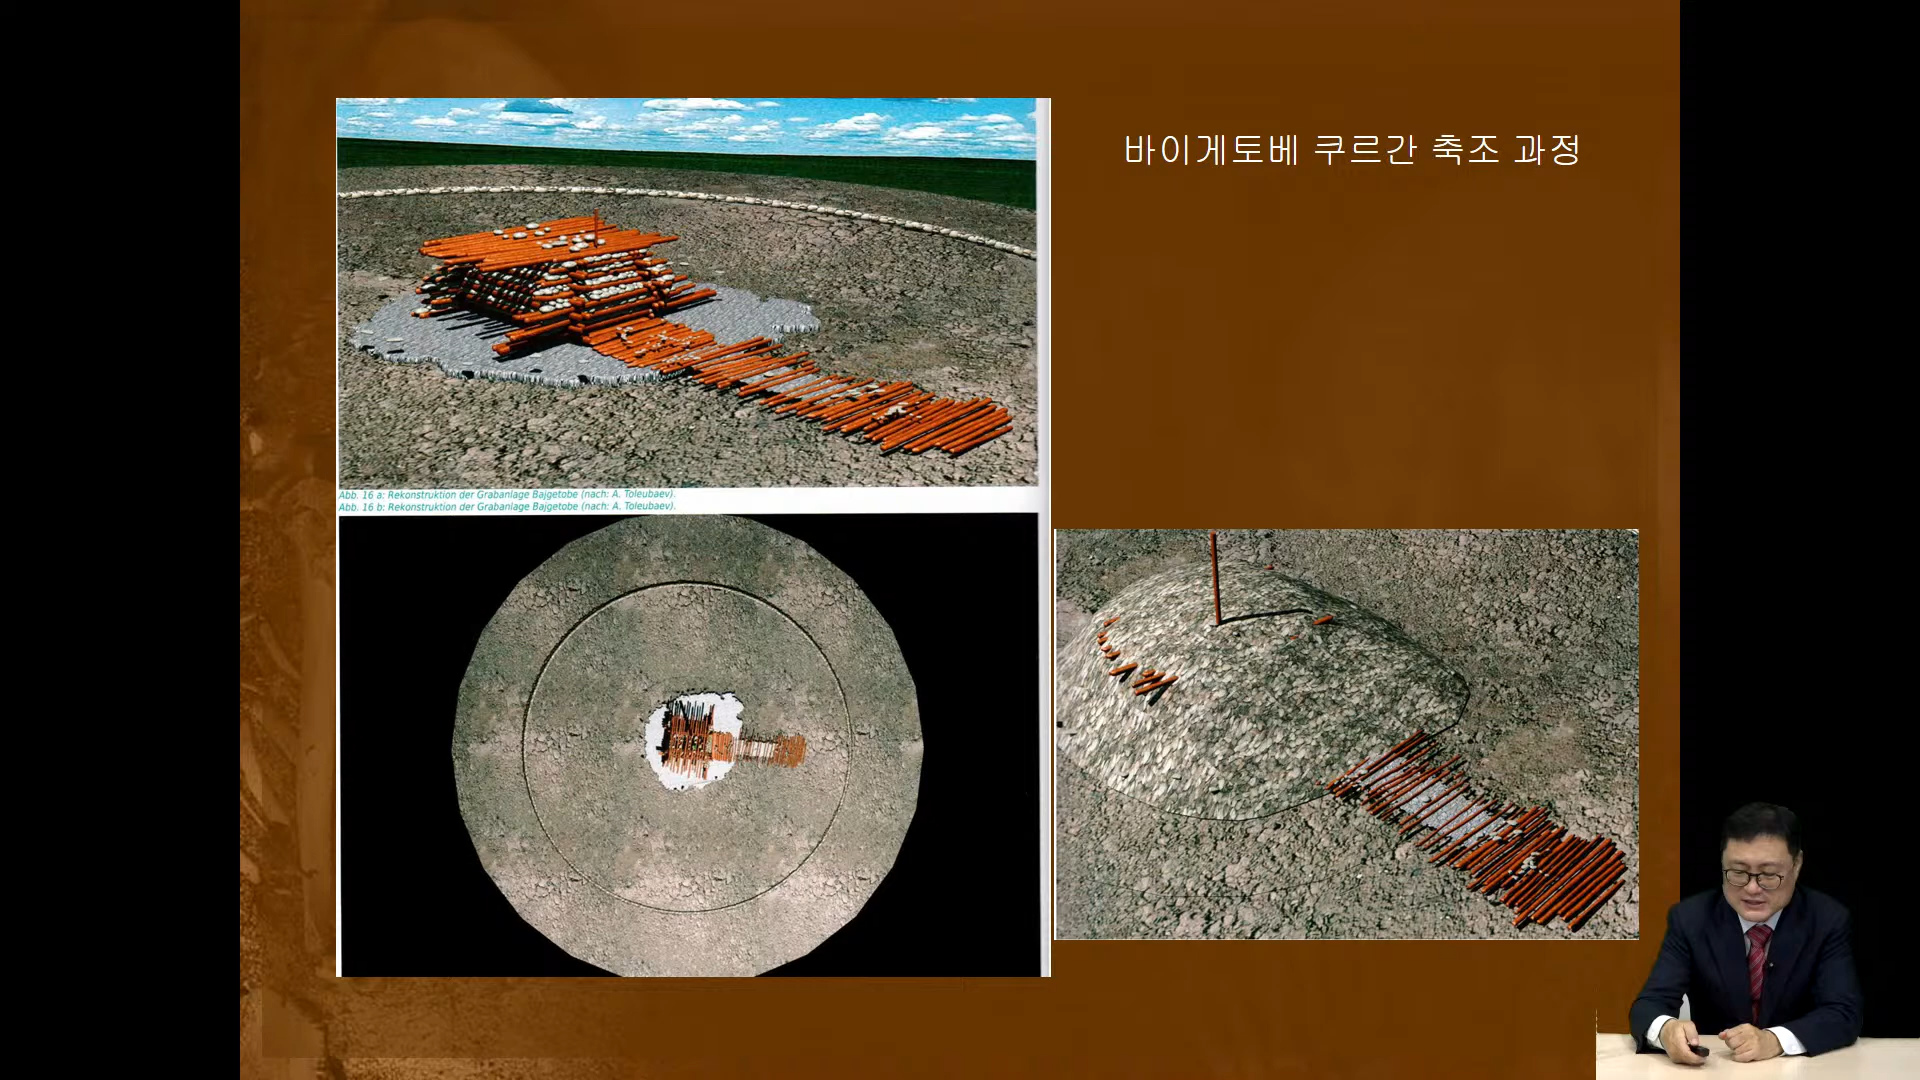 바이게토베 쿠르간 축조 과정
Abb. 16 a: Rekonstruktion der Grabanlage Bajgetobe (nach: A. Toleubaev).
Abb. 16 b: Rekonstruktion der Grabanlage Bajgetobe (nach: A. Toleubaev).